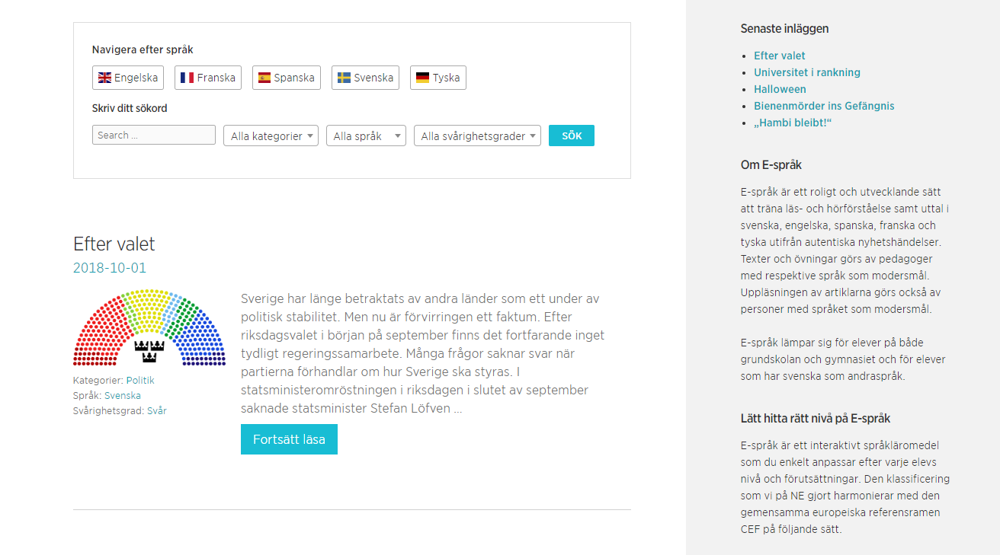 Navigera efter språk
Engelska Franska Spanska Svenska Tyska
Skriv ditt sökord
Search ... Alla kategorier Alla språk Alla svårighetsgrader SÖK
Efter valet
2018-10-01
Sverige har länge betraktats av andra länder som ett under av
politisk stabilitet. Men nu är förvirringen ett faktum. Efter
riksdagsvalet i början på september finns det fortfarande inget
tydligt regeringssamarbete. Många frågor saknar svar när
partierna förhandlar om hur Sverige ska styras. I
statsministeromröstningen i riksdagen i slutet av september
saknade statsminister Stefan Löfven ...
Fortsätt läsa
Kategorier: Politik
Språk: Svenska
Svårighetsgrad: Svår
Senaste inläggen
Efter valet
Universitet i rankning
Halloween
Bienenmörder ins Gefängnis
„Hambi bleibt!“
Om E-språk
E-språk är ett roligt och utvecklande sätt
att träna läs- och hörförståelse samt uttal i
svenska, engelska, spanska, franska och
tyska utifrån autentiska nyhetshändelser.
Texter och övningar görs av pedagoger
med respektive språk som modersmål.
Uppläsningen av artiklarna görs också av
personer med språket som modersmål.
E-språk lämpar sig för elever på både
grundskolan och gymnasiet och för elever
som har svenska som andraspråk.
Lätt hitta rätt nivå på E-språk
E-språk är ett interaktivt språkläromedel
som du enkelt anpassar efter varje elevs
nivå och förutsättningar. Den klassificering
som vi på NE gjort harmonierar med den
gemensamma europeiska referensramen
CEF på följande sätt.